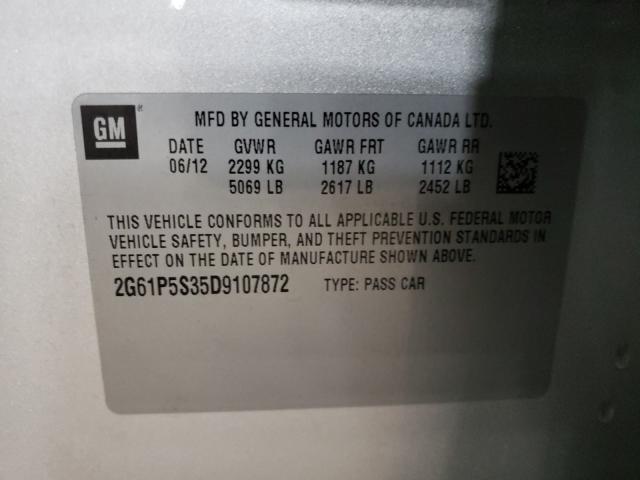 GM®
MFD BY GENERAL MOTORS OF CANADA LTD.
DATE GVWR GAWR FRT GAWR RR
06/12 2299 KG 1187 KG 1112 KG
5069 LB 2617 LB 2452 LB
THIS VEHICLE CONFORMS TO ALL APPLICABLE U.S. FEDERAL MOTOR
VEHICLE SAFETY, BUMPER, AND THEFT PREVENTION STANDARDS IN
EFFECT ON THE DATE OF MANUFACTURE SHOWN ABOVE.
2G61P5S35D9107872 TYPE: PASS CAR